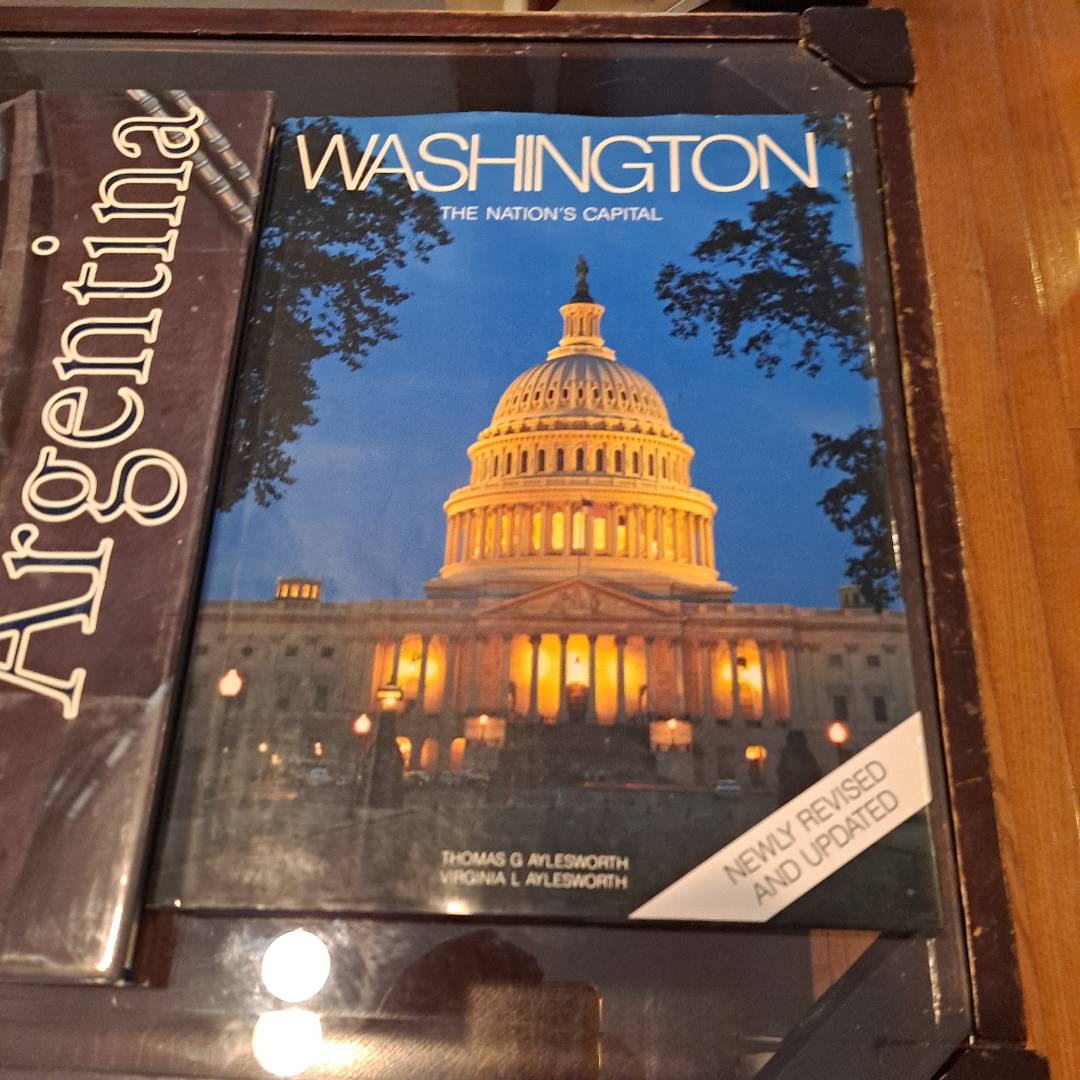 Argentina
WASHINGTON
THE NATION'S CAPITAL
THOMAS G AYLESWORTH
VIRGINIA L AYLESWORTH
NEWLY REVISED
AND UPDATED